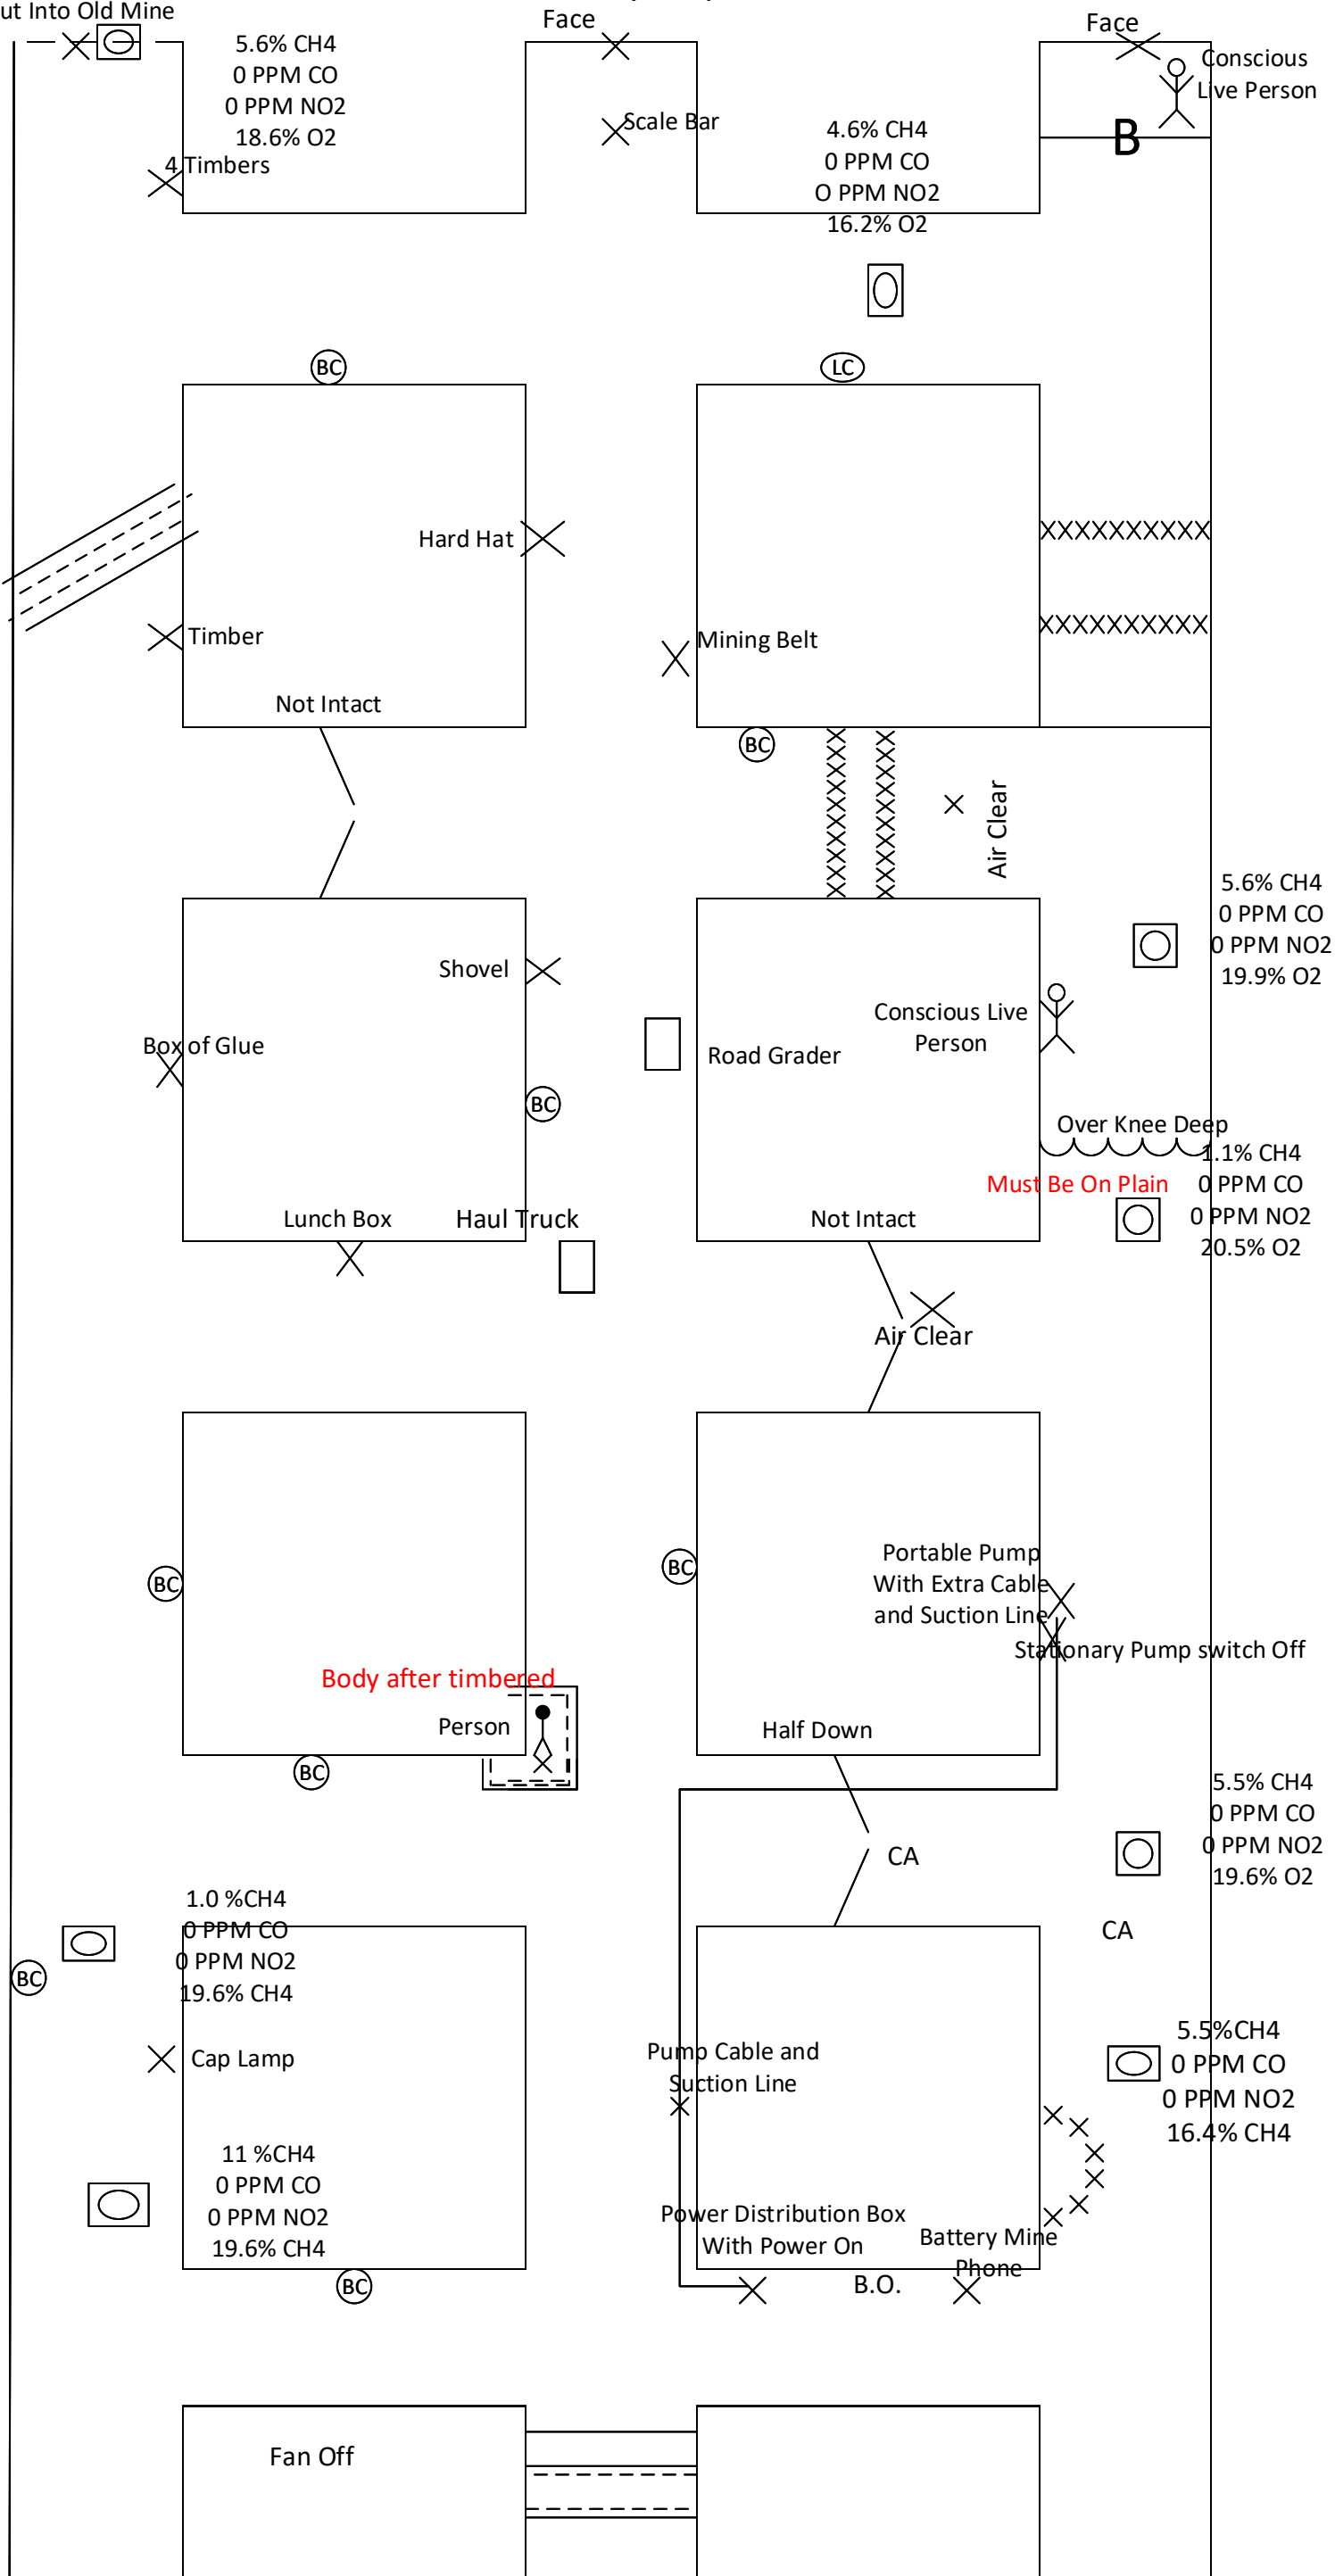 ut Into Old Mine
Face
Face
5.6% CH4
0 PPM CO
0 PPM NO2
18.6% O2
Conscious
Live Person
4 Timbers
Scale Bar
4.6% CH4
0 PPM CO
O PPM NO2
16.2% O2
B
BC
LC
Hard Hat
Timber
Mining Belt
Not Intact
BC
Air Clear
5.6% CH4
0 PPM CO
0 PPM NO2
19.9% O2
Shovel
Box of Glue
Road Grader
Conscious Live
Person
BC
Over Knee Deep
1.1% CH4
0 PPM CO
0 PPM NO2
20.5% O2
Must Be On Plain
Lunch Box
Haul Truck
Not Intact
Air Clear
BC
BC
Portable Pump
With Extra Cable
and Suction Line
Stationary Pump switch Off
Body after timbered
Person
Half Down
BC
5.5% CH4
0 PPM CO
0 PPM NO2
19.6% O2
CA
CA
1.0 %CH4
0 PPM CO
0 PPM NO2
19.6% CH4
BC
Cap Lamp
Pump Cable and
Suction Line
5.5%CH4
0 PPM CO
0 PPM NO2
16.4% CH4
11 %CH4
0 PPM CO
0 PPM NO2
19.6% CH4
Power Distribution Box
With Power On
Battery Mine
Phone
BC
B.O.
Fan Off